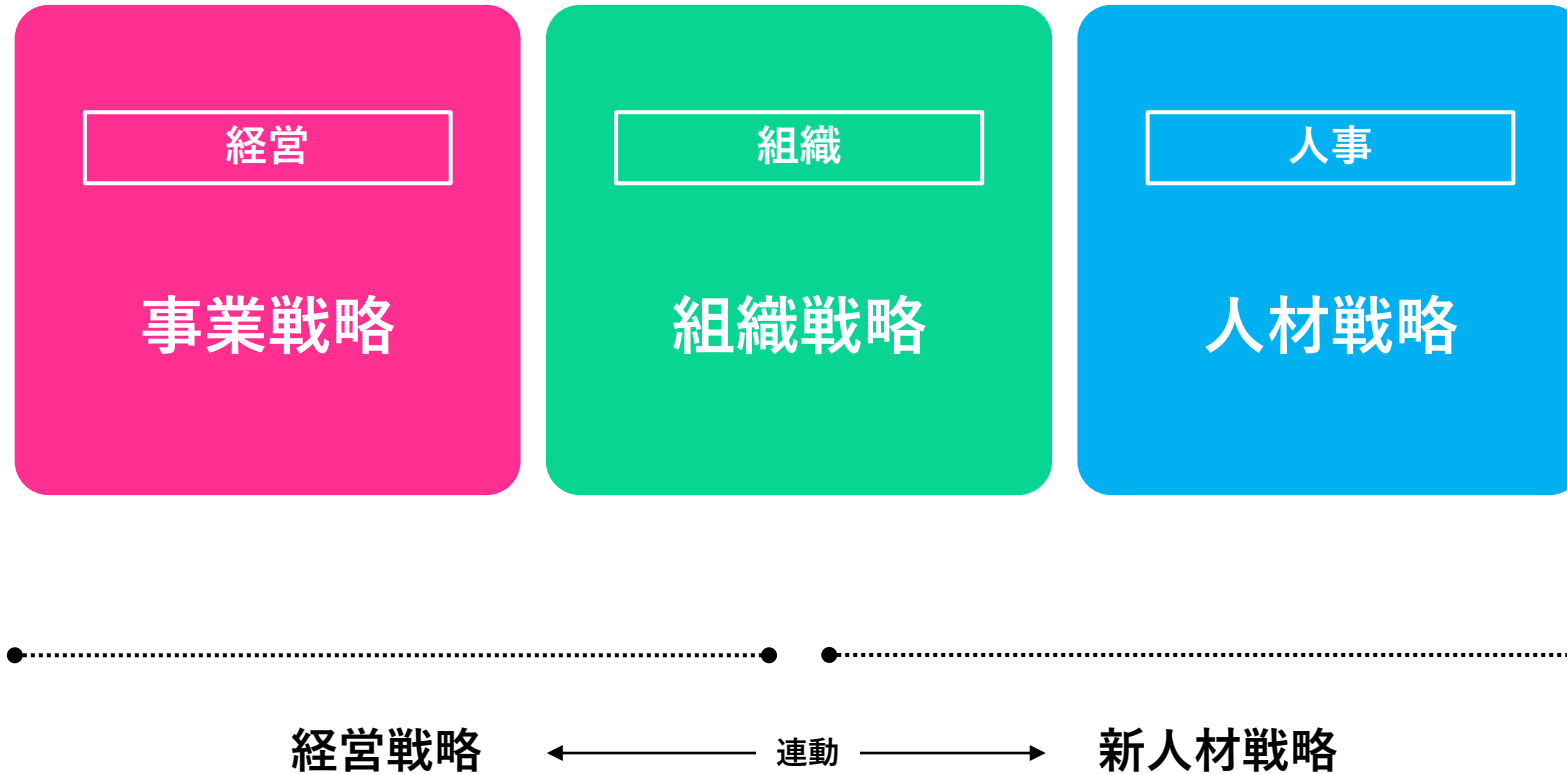 経営
組織
人事
事業戦略
組織戦略
人材戦略
経営戦略
連動
新人材戦略